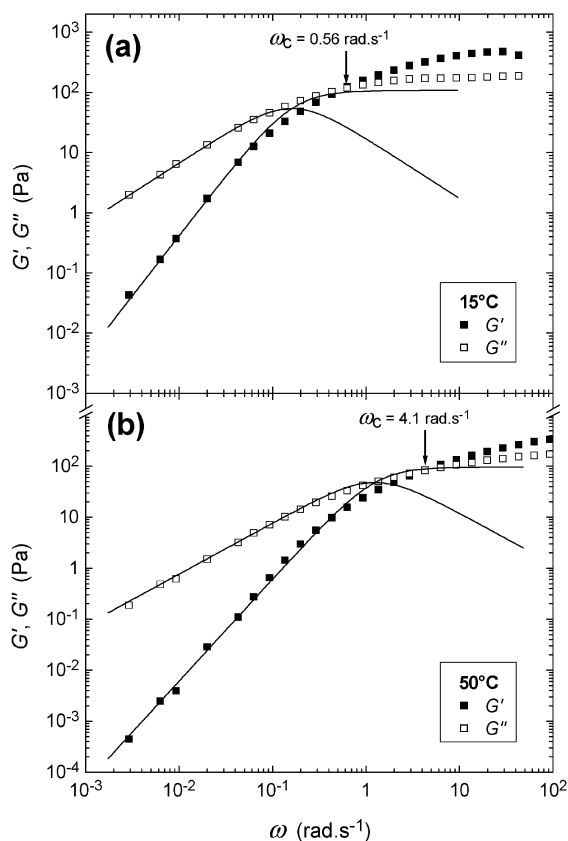 (a)
ωC = 0.56 rad.s⁻¹
10³
10²
10¹
1
10⁻¹
10⁻²
10⁻³
G', G'' (Pa)
15°C
G'
G''
(b)
ωC = 4.1 rad.s⁻¹
10²
10¹
1
10⁻¹
10⁻²
10⁻³
10⁻⁴
G', G'' (Pa)
50°C
G'
G''
10⁻³ 10⁻² 10⁻¹ 1 10 10²
ω (rad.s⁻¹)